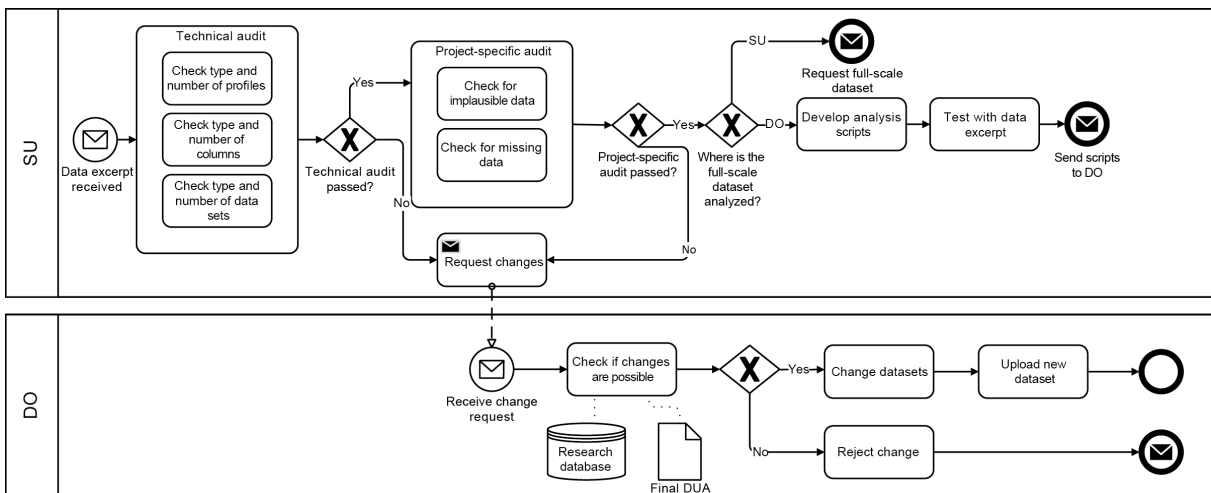 SU
Data excerpt
received
Technical audit
Check type and
number of profiles
Check type and
number of
columns
Check type and
number of data
sets
Technical audit
passed?
Yes
No
Project-specific audit
Check for
implausible data
Check for missing
data
Request changes
Project-specific
audit passed?
Yes
No
Where is the
full-scale
dataset
analyzed?
SU
Request full-scale
dataset
DO
Develop analysis
scripts
Test with data
excerpt
Send scripts
to DO
DO
Receive change
request
Check if changes
are possible
Research
database
Final DUA
Yes
Change datasets
Upload new
dataset
No
Reject change